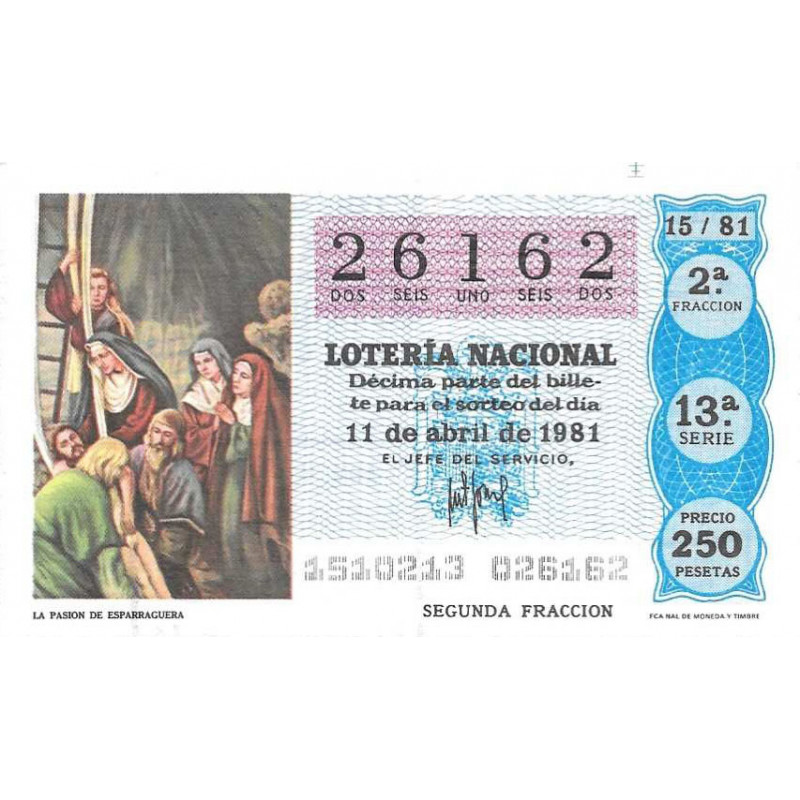 26162
DOS SEIS UNO SEIS DOS
LOTERÍA NACIONAL
Décima parte del bille-
te para el sorteo del día
11 de abril de 1981
EL JEFE DEL SERVICIO,
1510213 026162
SEGUNDA FRACCION
15 / 81
2.ª
FRACCION
13.ª
SERIE
PRECIO
250
PESETAS
LA PASION DE ESPARRAGUERA
FCA NAL DE MONEDA Y TIMBRE